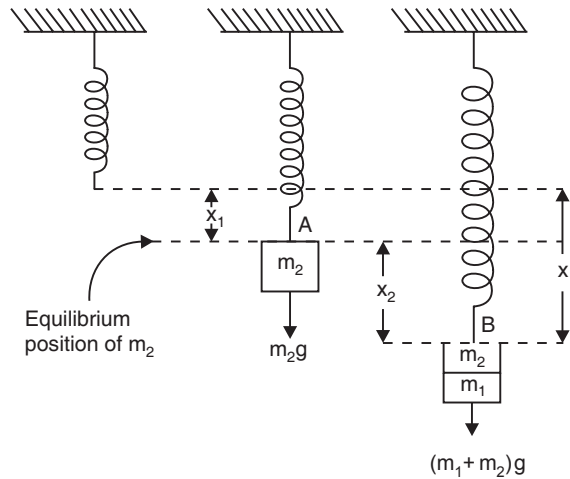 x₁
A
m₂
m₂g
Equilibrium
position of m₂
x₂
x
B
m₂
m₁
(m₁+ m₂)g